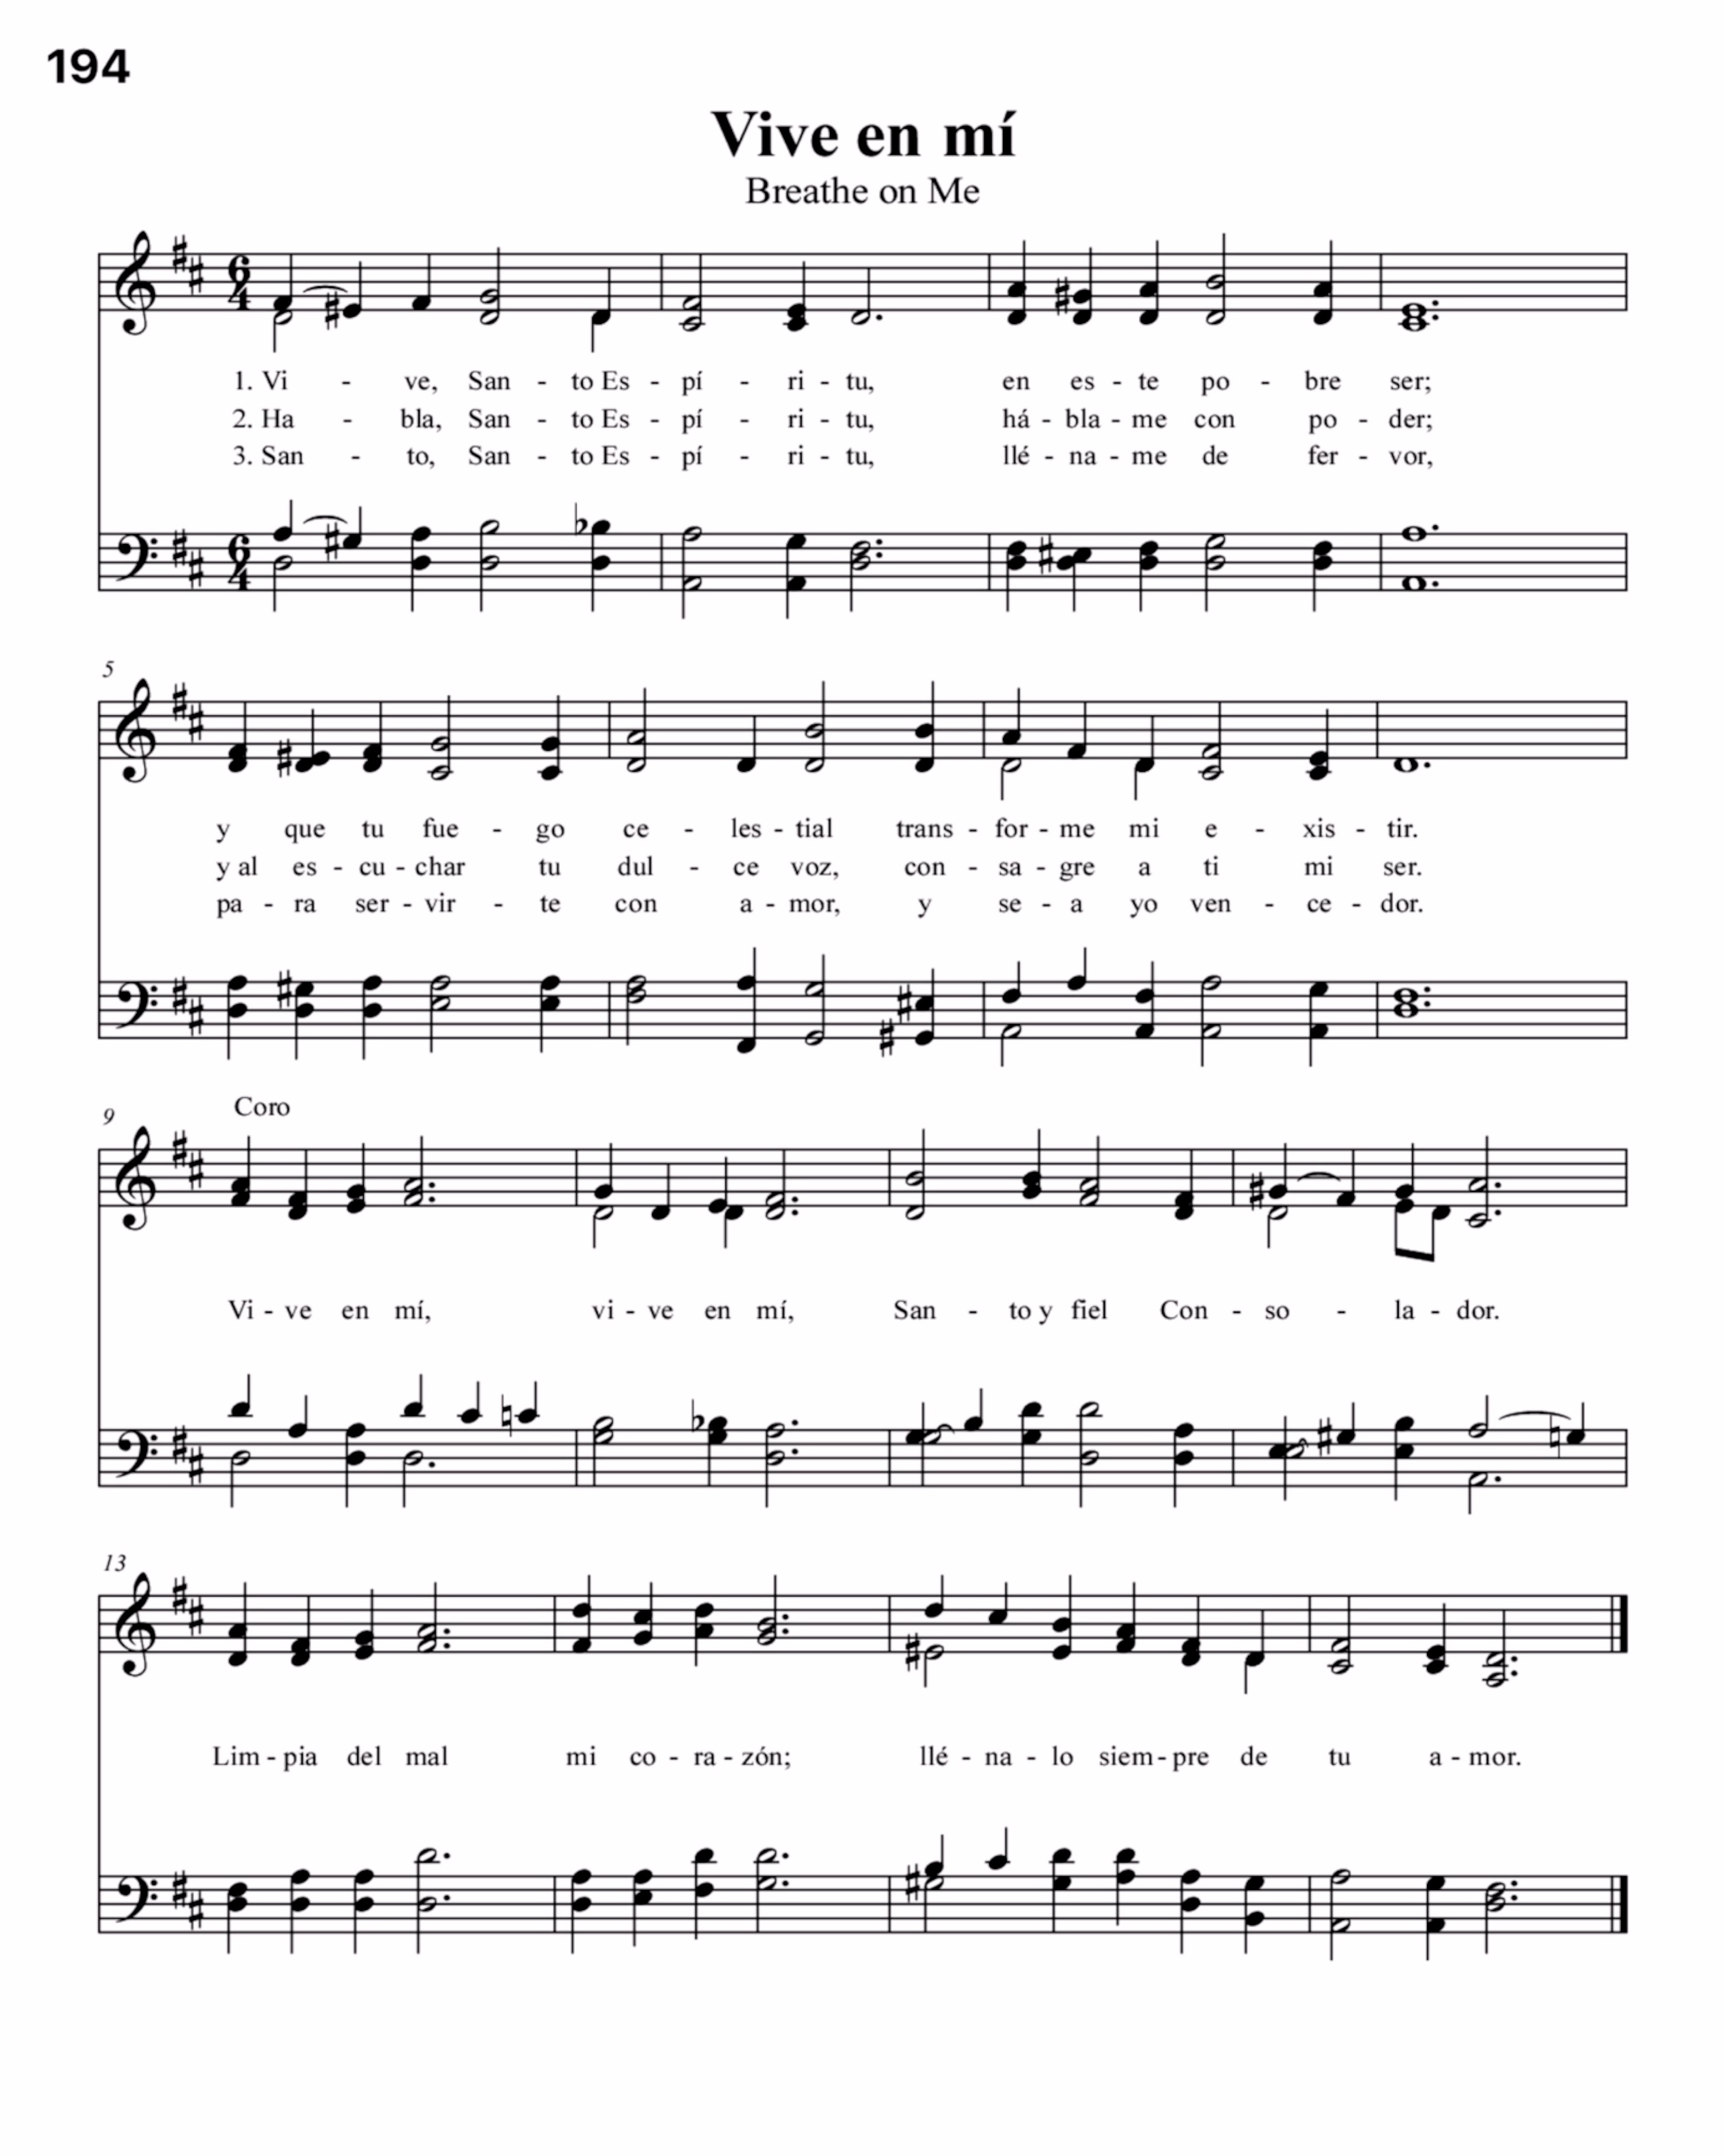 194
Vive en mí
Breathe on Me
6
4
1. Vi - ve, San - to Es - pí - ri - tu, en es - te po - bre ser;
2. Ha - bla, San - to Es - pí - ri - tu, há - bla - me con po - der;
3. San - to, San - to Es - pí - ri - tu, llé - na - me de fer - vor,
6
4
5
y que tu fue - go ce - les - tial trans - for - me mi e - xis - tir.
y al es - cu - char tu dul - ce voz, con - sa - gre a ti mi ser.
pa - ra ser - vir - te con a - mor, y se - a yo ven - ce - dor.
9
Coro
Vi - ve en mí, vi - ve en mí, San - to y fiel Con - so - la - dor.
13
Lim - pia del mal mi co - ra - zón; llé - na - lo siem - pre de tu a - mor.